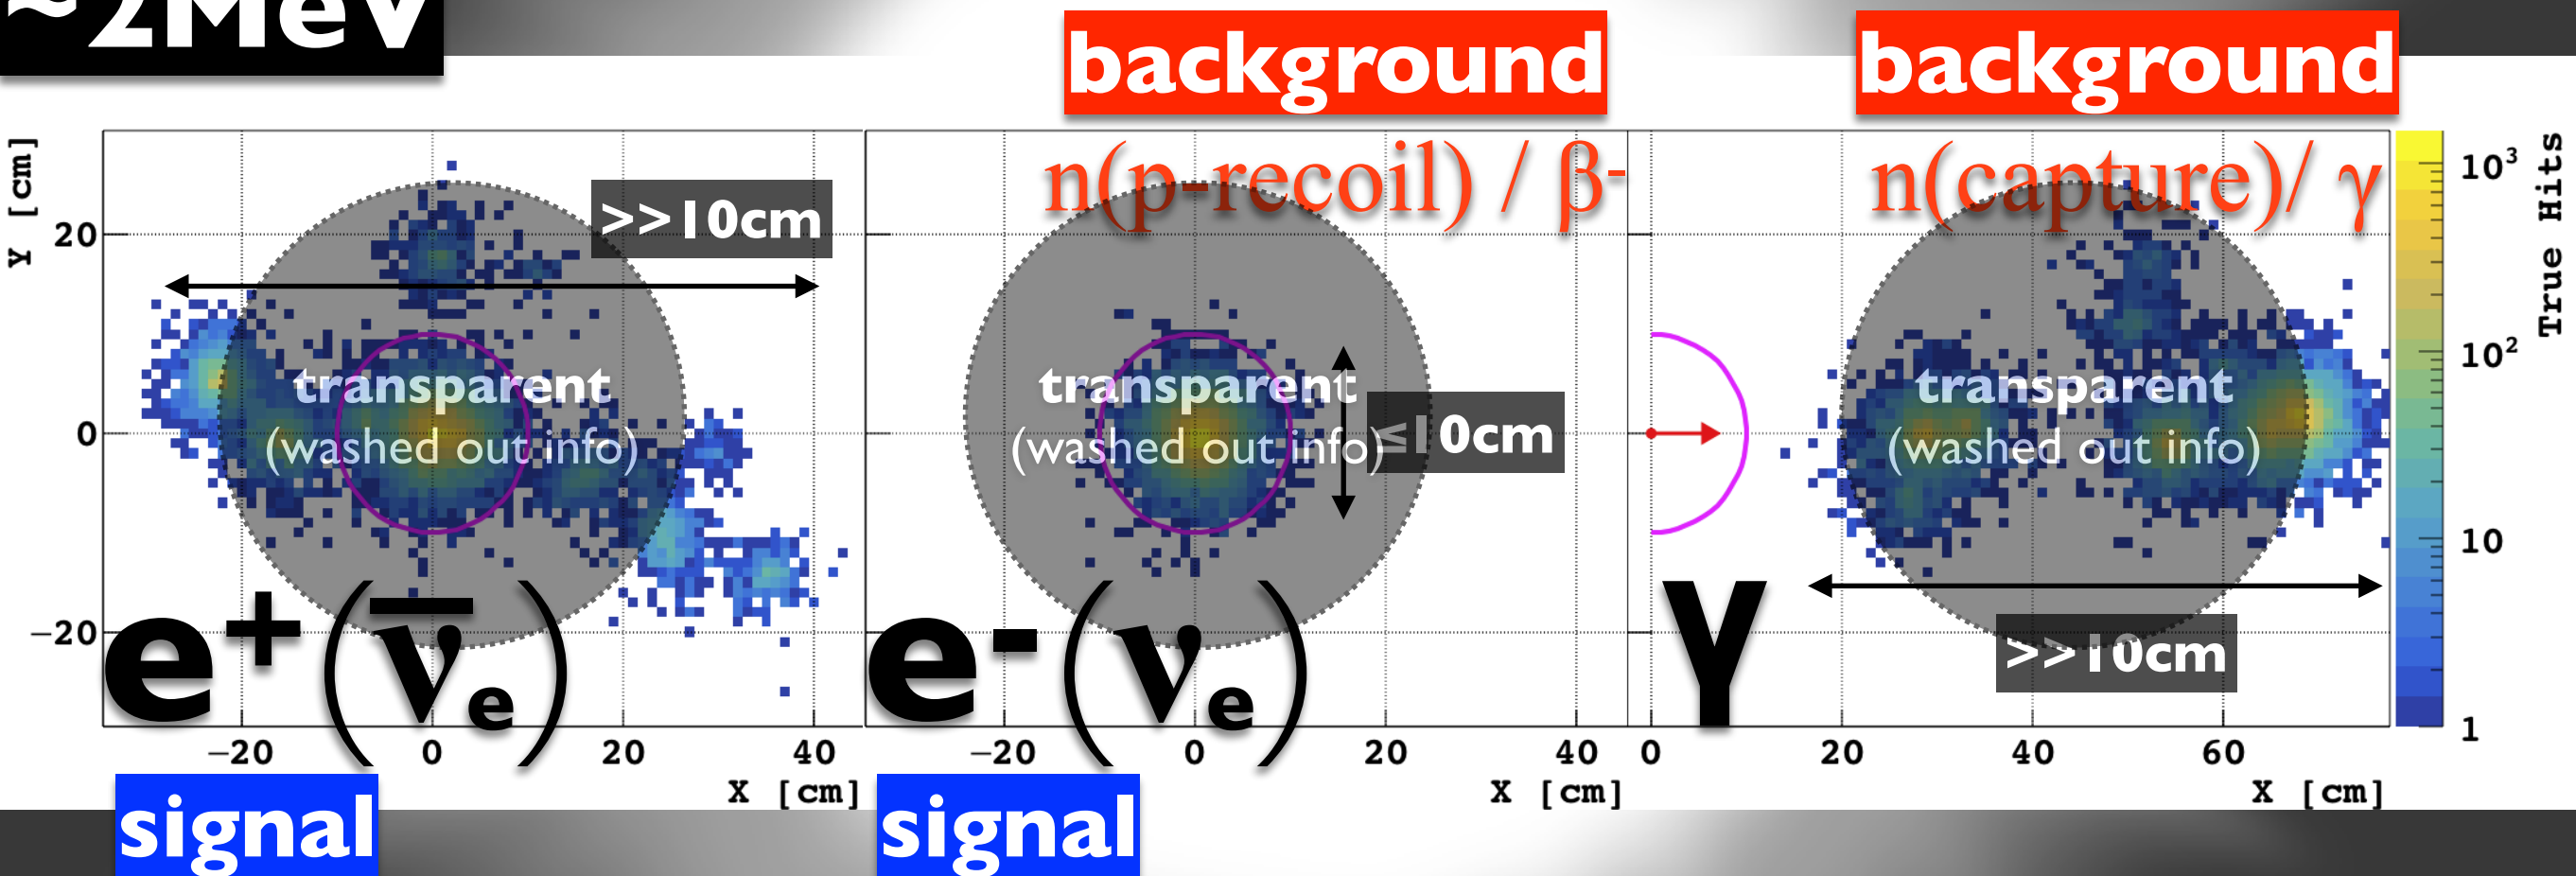 ~2MeV
background
background
n(p-recoil) / β-
n(capture)/ γ
>>10cm
transparent
(washed out info)
transparent
(washed out info)
≤10cm
transparent
(washed out info)
>>10cm
e+(ν̅e)
e-(νe)
γ
Y [cm]
20
0
−20
−20
0
20
40
X [cm]
−20
0
20
40
X [cm]
0
20
40
60
X [cm]
10³
10²
10
1
True Hits
signal
signal